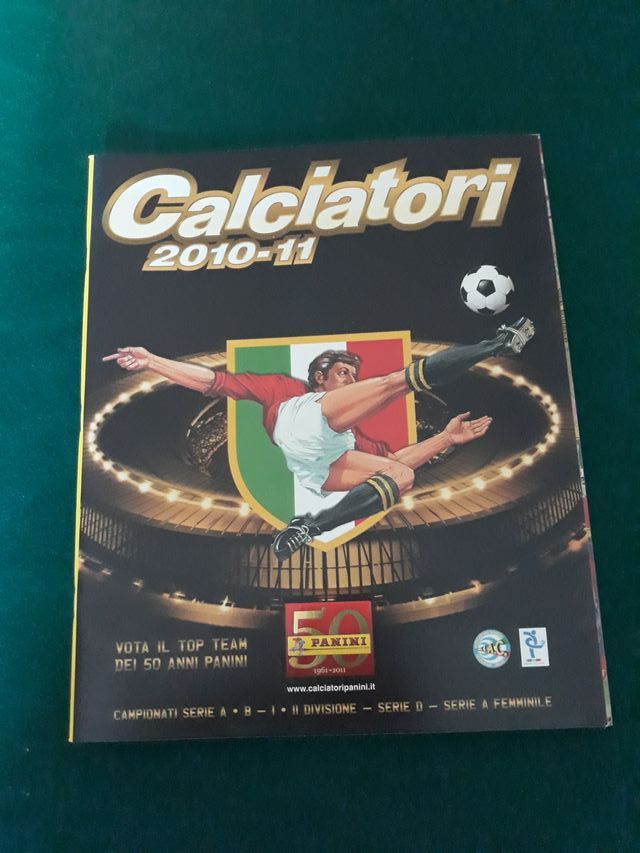 Calciatori
2010-11
VOTA IL TOP TEAM
DEI 50 ANNI PANINI
50
PANINI
1961•2011
www.calciatoripanini.it
CAMPIONATI SERIE A • B – I • II DIVISIONE – SERIE D – SERIE A FEMMINILE